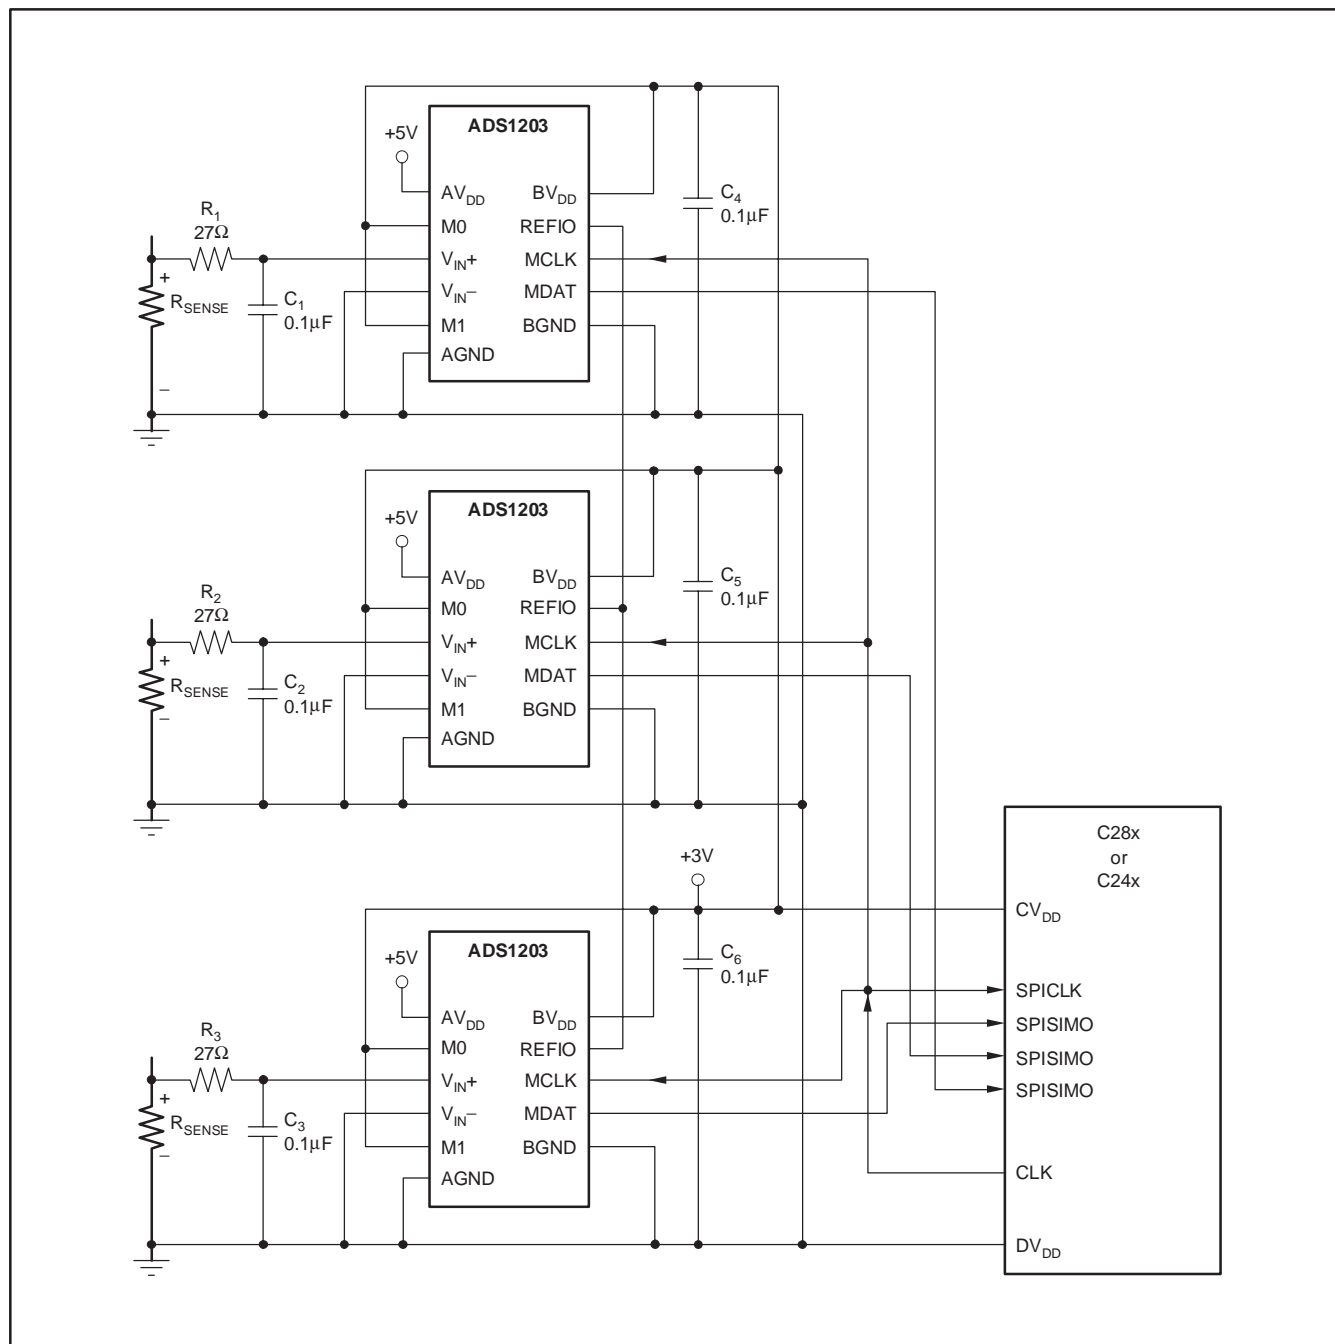 ADS1203
+5V
AVDD
M0
VIN+
VIN–
M1
AGND
BVDD
REFIO
MCLK
MDAT
BGND
R1
27Ω
+
RSENSE
–
C1
0.1µF
C4
0.1µF
ADS1203
+5V
AVDD
M0
VIN+
VIN–
M1
AGND
BVDD
REFIO
MCLK
MDAT
BGND
R2
27Ω
+
RSENSE
–
C2
0.1µF
C5
0.1µF
+3V
ADS1203
+5V
AVDD
M0
VIN+
VIN–
M1
AGND
BVDD
REFIO
MCLK
MDAT
BGND
R3
27Ω
+
RSENSE
–
C3
0.1µF
C6
0.1µF
C28x
or
C24x
CVDD
SPICLK
SPISIMO
SPISIMO
SPISIMO
CLK
DVDD